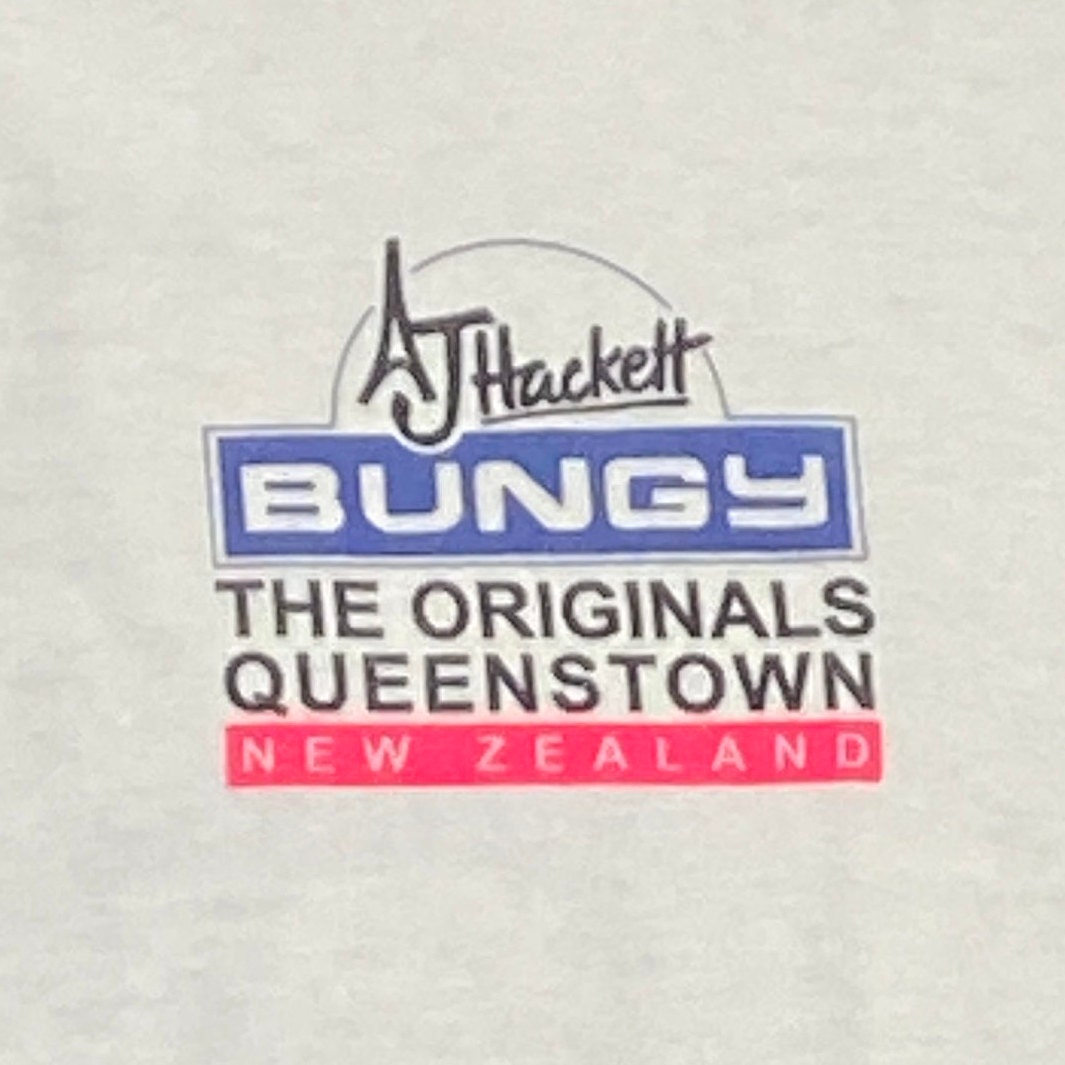 AJ Hackett
BUNGY
THE ORIGINALS
QUEENSTOWN
NEW ZEALAND